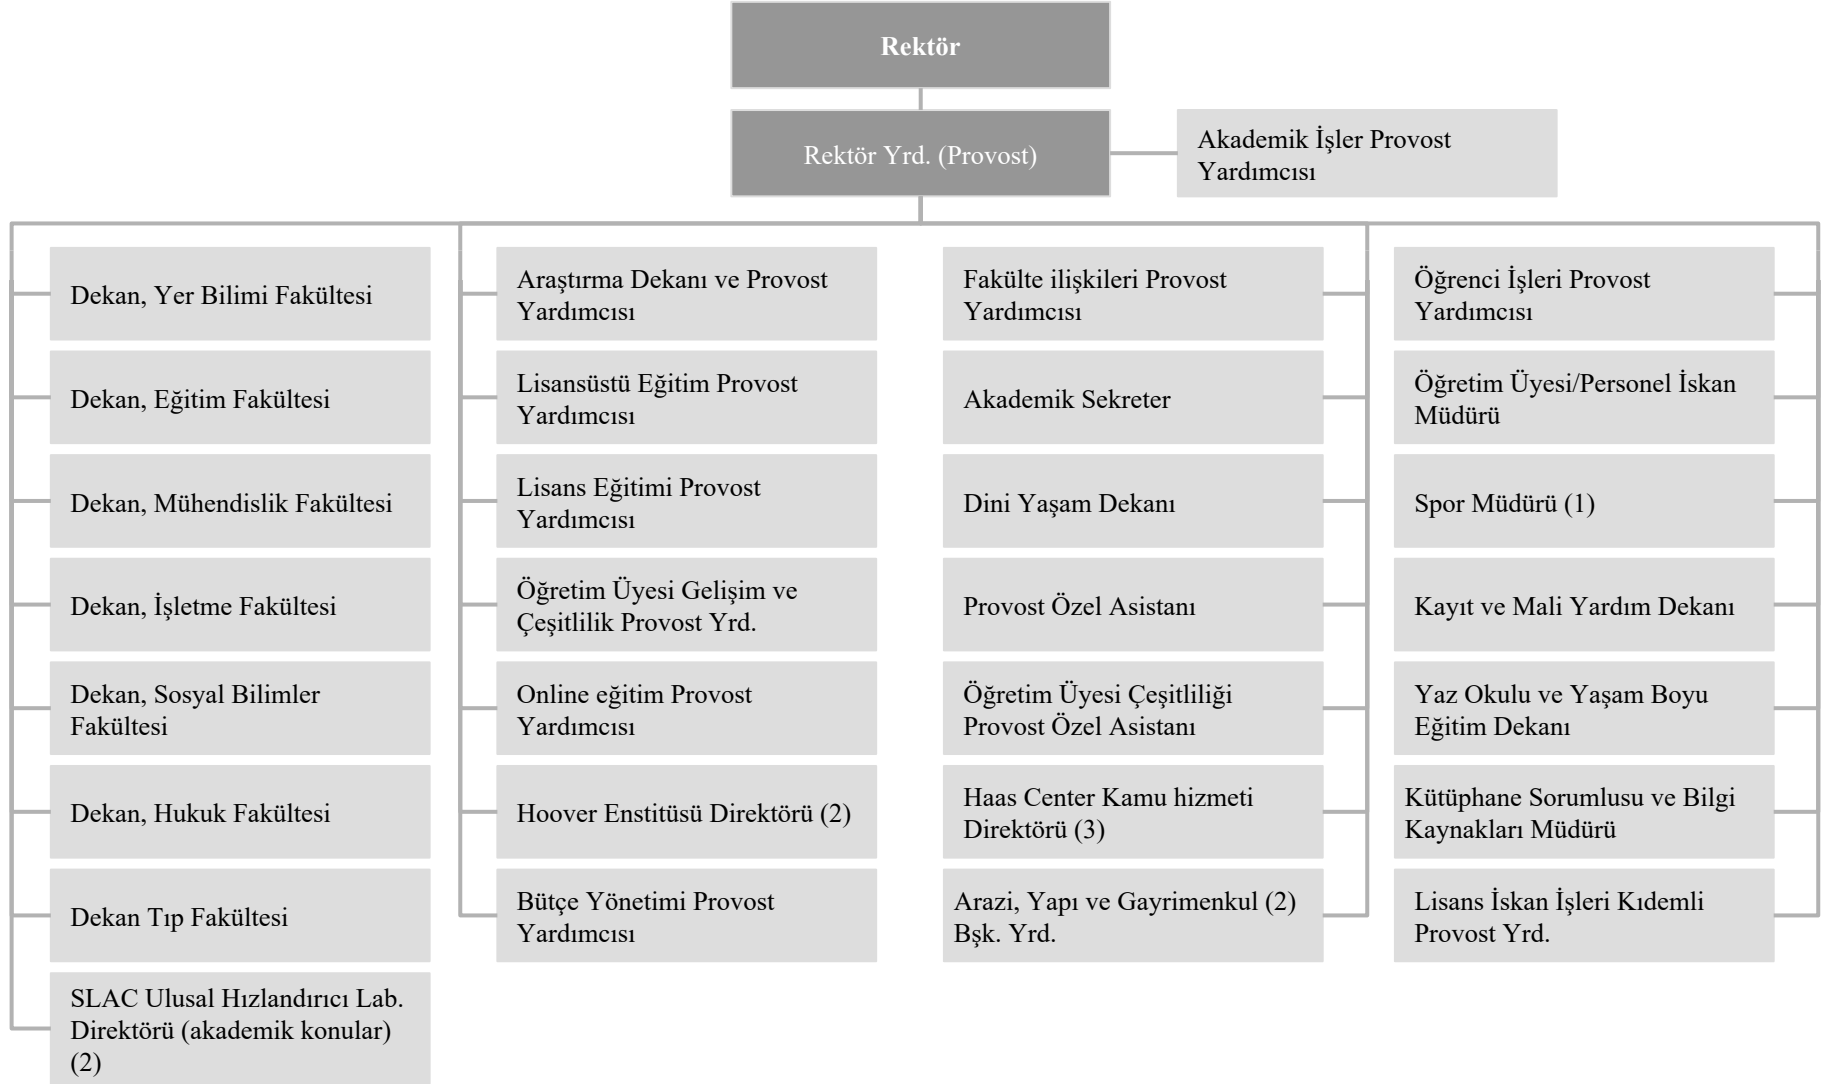 Rektör
Rektör Yrd. (Provost)
Akademik İşler Provost
Yardımcısı
Dekan, Yer Bilimi Fakültesi
Dekan, Eğitim Fakültesi
Dekan, Mühendislik Fakültesi
Dekan, İşletme Fakültesi
Dekan, Sosyal Bilimler
Fakültesi
Dekan, Hukuk Fakültesi
Dekan Tıp Fakültesi
SLAC Ulusal Hızlandırıcı Lab.
Direktörü (akademik konular)
(2)
Araştırma Dekanı ve Provost
Yardımcısı
Lisansüstü Eğitim Provost
Yardımcısı
Lisans Eğitimi Provost
Yardımcısı
Öğretim Üyesi Gelişim ve
Çeşitlilik Provost Yrd.
Online eğitim Provost
Yardımcısı
Hoover Enstitüsü Direktörü (2)
Bütçe Yönetimi Provost
Yardımcısı
Fakülte ilişkileri Provost
Yardımcısı
Akademik Sekreter
Dini Yaşam Dekanı
Provost Özel Asistanı
Öğretim Üyesi Çeşitliliği
Provost Özel Asistanı
Haas Center Kamu hizmeti
Direktörü (3)
Arazi, Yapı ve Gayrimenkul (2)
Bşk. Yrd.
Öğrenci İşleri Provost
Yardımcısı
Öğretim Üyesi/Personel İskan
Müdürü
Spor Müdürü (1)
Kayıt ve Mali Yardım Dekanı
Yaz Okulu ve Yaşam Boyu
Eğitim Dekanı
Kütüphane Sorumlusu ve Bilgi
Kaynakları Müdürü
Lisans İskan İşleri Kıdemli
Provost Yrd.